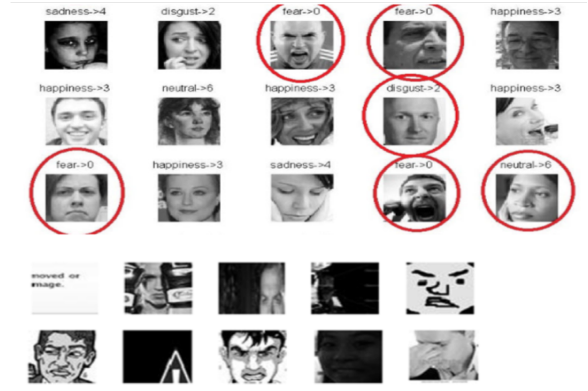 sadness->4 disgust->2 fear->0 fear->0 happiness->3
happiness->3 neutral->6 happiness->3 disgust->2 happiness->3
fear->0 happiness->3 sadness->4 fear->0 neutral->6
moved or
mage.